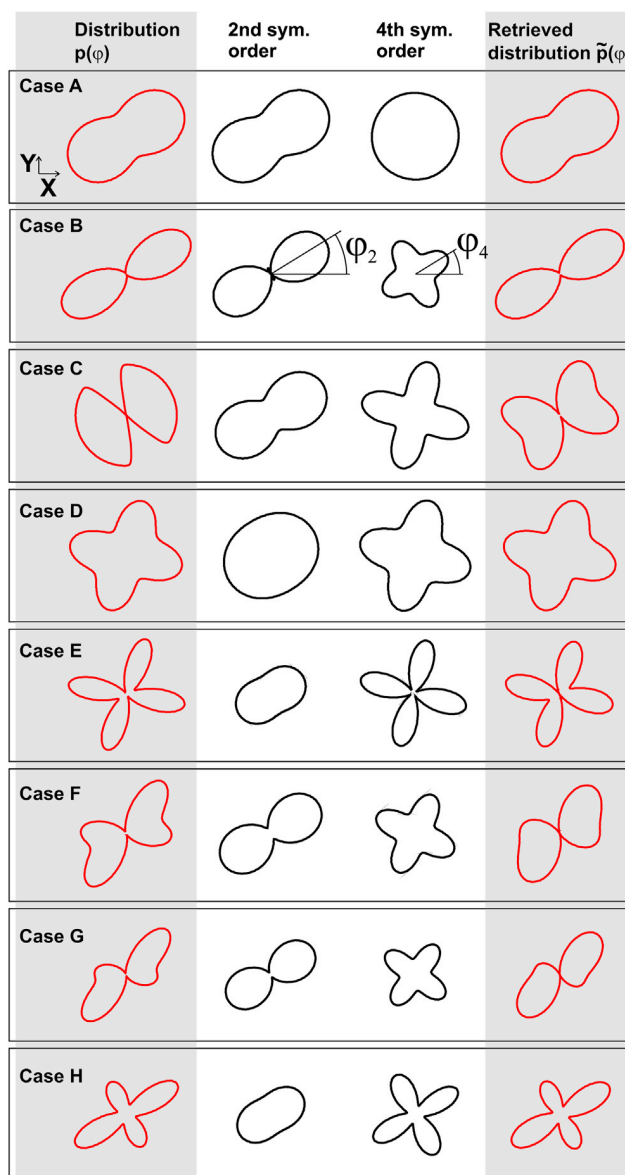 Distribution
p(φ)
2nd sym.
order
4th sym.
order
Retrieved
distribution p̃(φ
Case A
Y
X
Case B
φ2
φ4
Case C
Case D
Case E
Case F
Case G
Case H